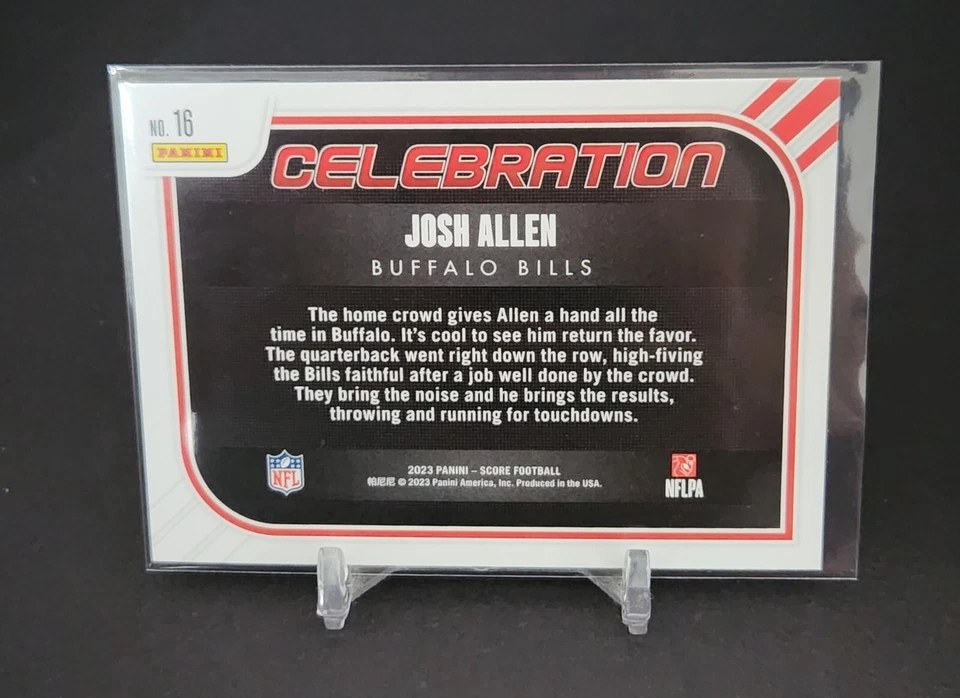 NO. 16
PANINI
CELEBRATION
JOSH ALLEN
BUFFALO BILLS
The home crowd gives Allen a hand all the
time in Buffalo. It's cool to see him return the favor.
The quarterback went right down the row, high-fiving
the Bills faithful after a job well done by the crowd.
They bring the noise and he brings the results,
throwing and running for touchdowns.
NFL
2023 PANINI – SCORE FOOTBALL
帕尼尼 © 2023 Panini America, Inc. Produced in the USA.
NFLPA